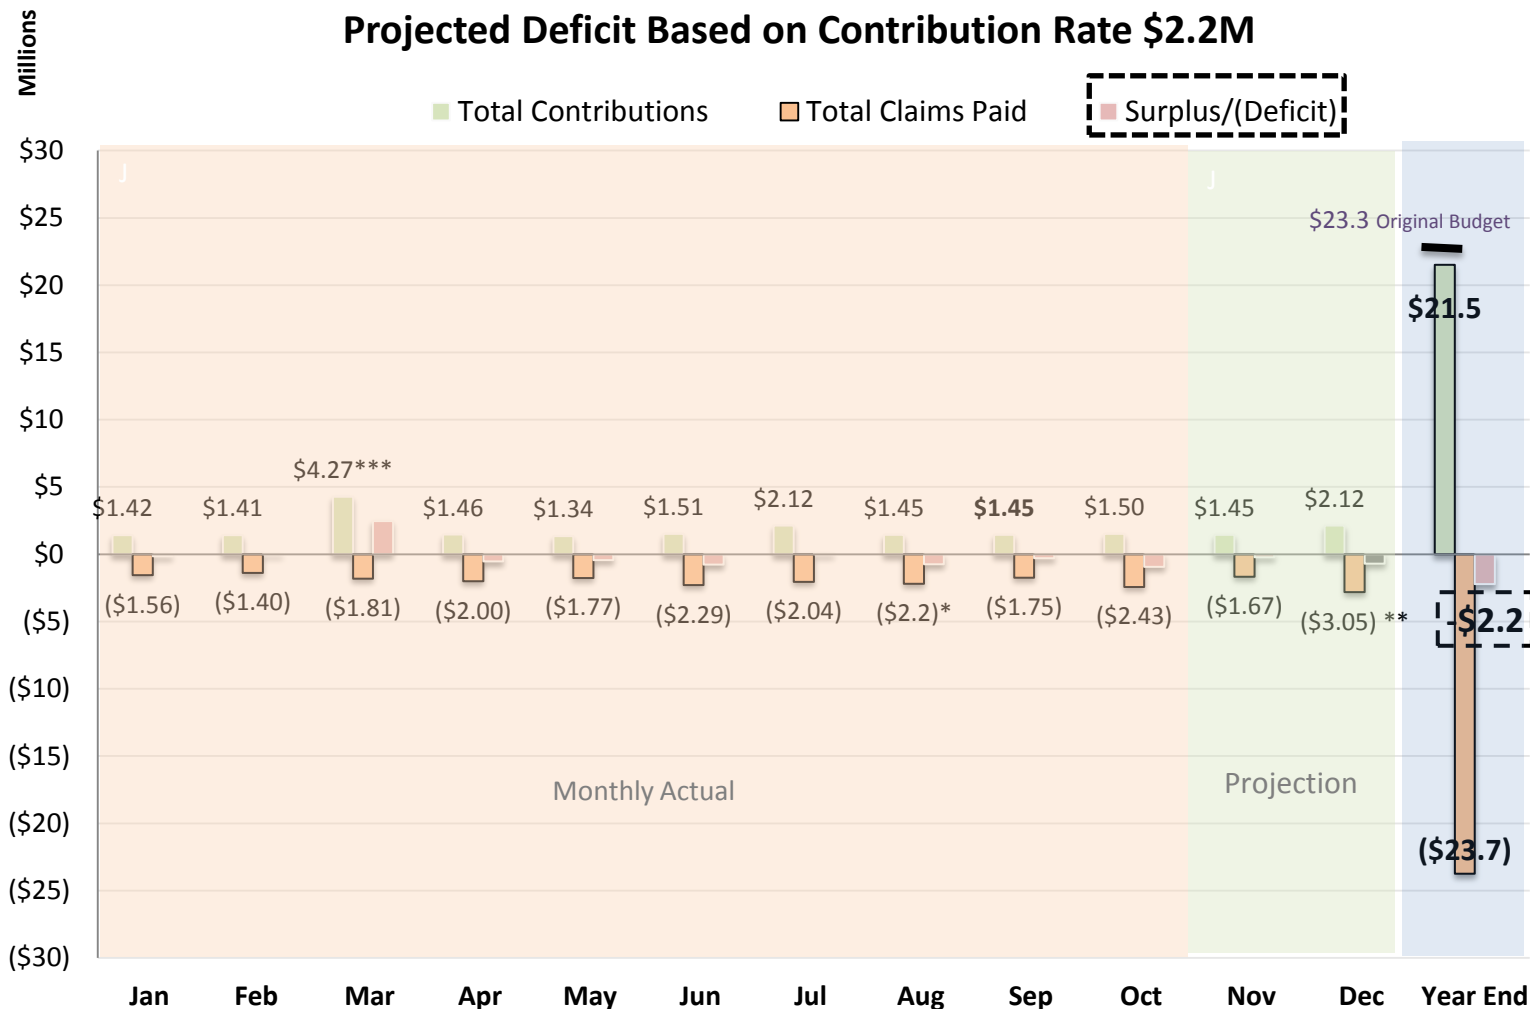 Millions
Projected Deficit Based on Contribution Rate $2.2M
Total Contributions
Total Claims Paid
Surplus/(Deficit)
$30
$25
$20
$15
$10
$5
$0
($5)
($10)
($15)
($20)
($25)
($30)
J
J
$23.3 Original Budget
$21.5
$4.27***
$1.42
$1.41
$1.46
$1.34
$1.51
$2.12
$1.45
$1.45
$1.50
$1.45
$2.12
($1.56)
($1.40)
($1.81)
($2.00)
($1.77)
($2.29)
($2.04)
($2.2)*
($1.75)
($2.43)
($1.67)
($3.05) **
-$2.2
Monthly Actual
Projection
($23.7)
Jan
Feb
Mar
Apr
May
Jun
Jul
Aug
Sep
Oct
Nov
Dec
Year End